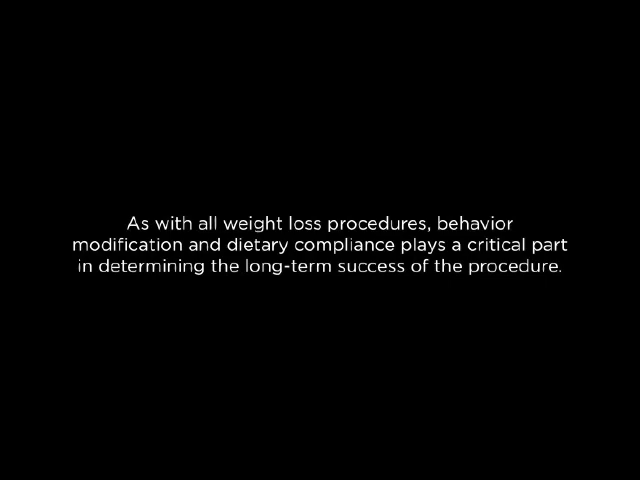 As with all weight loss procedures, behavior
modification and dietary compliance plays a critical part
in determining the long-term success of the procedure.